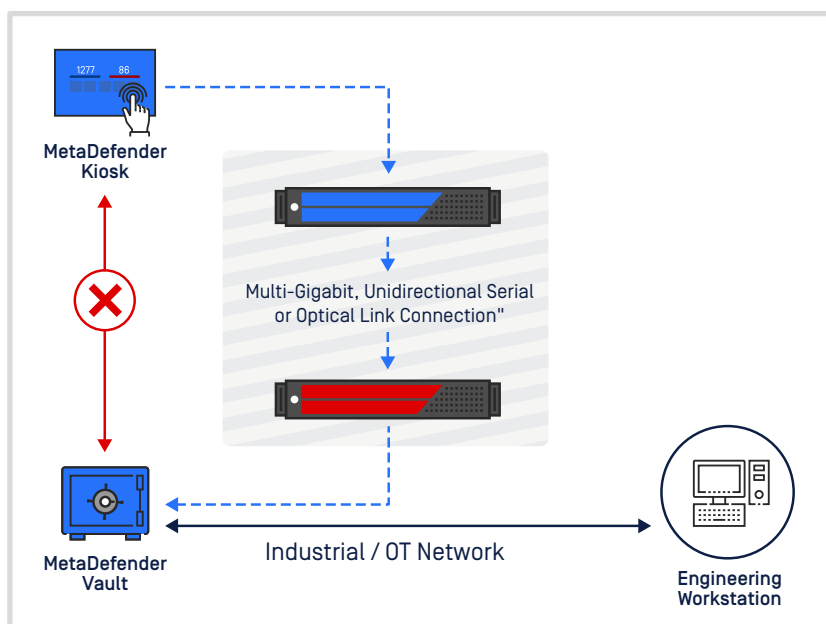 1277 86
MetaDefender
Kiosk
Multi-Gigabit, Unidirectional Serial
or Optical Link Connection"
MetaDefender
Vault
Industrial / OT Network
Engineering
Workstation